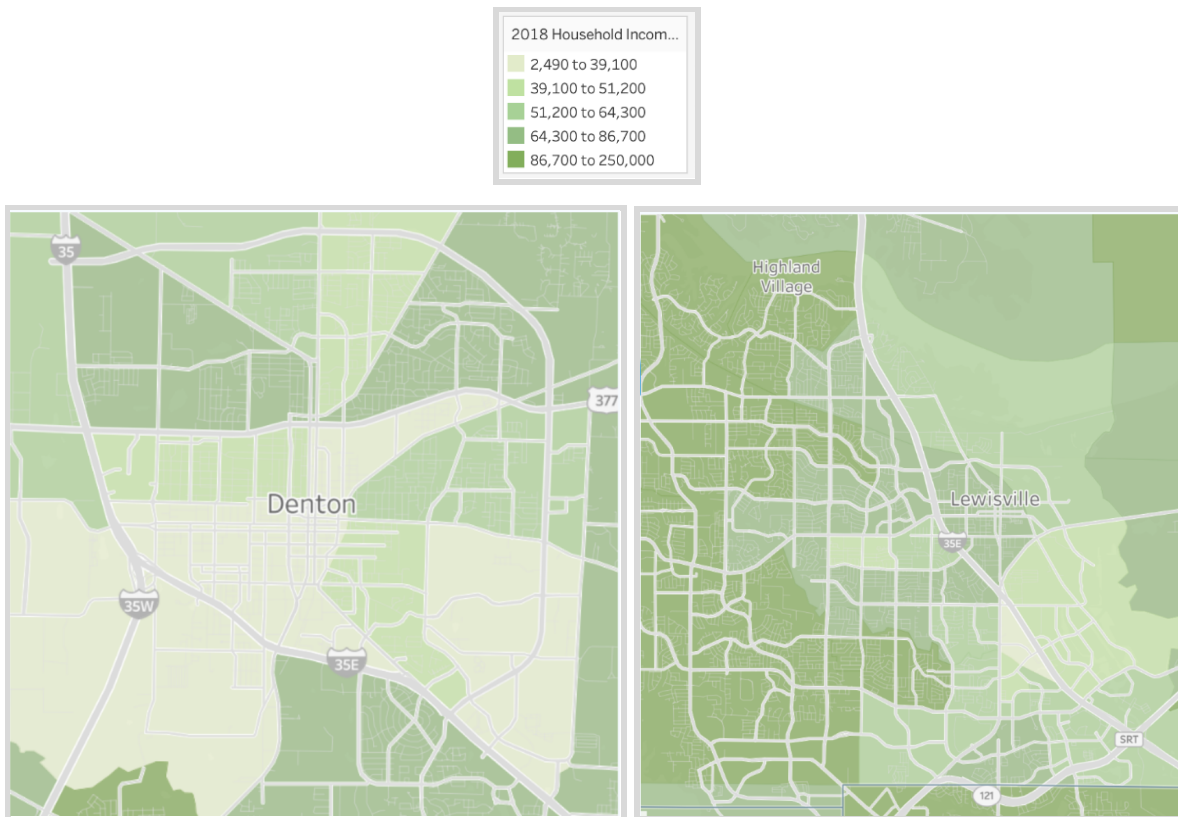 2018 Household Incom...
2,490 to 39,100
39,100 to 51,200
51,200 to 64,300
64,300 to 86,700
86,700 to 250,000
35
377
Denton
35W
35E
Highland
Village
Lewisville
35E
SRT
121